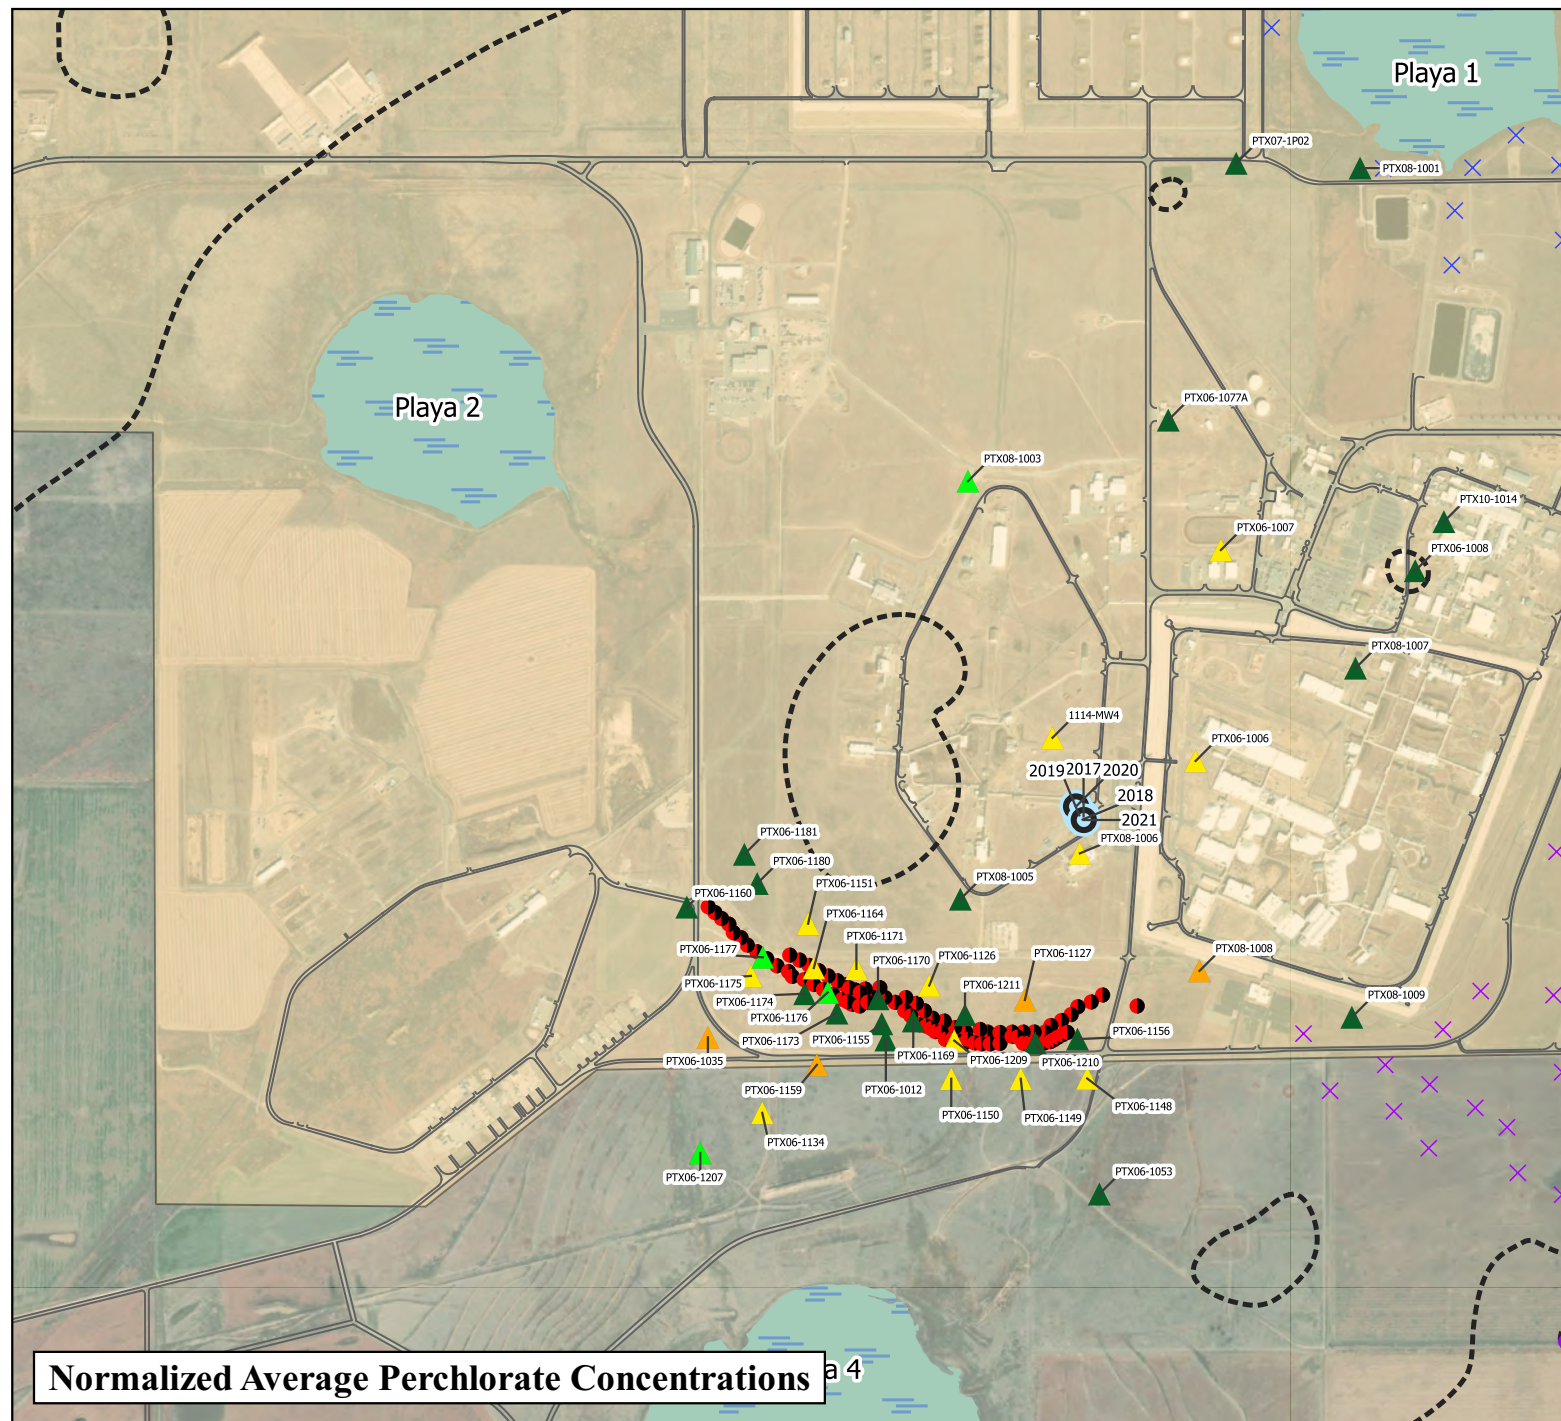 Playa 1
PTX07-1P02
PTX08-1001
Playa 2
PTX06-1077A
PTX08-1003
PTX10-1014
PTX06-1007
PTX06-1008
PTX08-1007
1114-MW4
PTX06-1006
2019
2017
2020
2018
2021
PTX06-1181
PTX08-1006
PTX06-1180
PTX06-1151
PTX08-1005
PTX06-1160
PTX06-1164
PTX06-1171
PTX06-1177
PTX06-1170
PTX06-1126
PTX06-1127
PTX08-1008
PTX06-1175
PTX06-1211
PTX08-1009
PTX06-1174
PTX06-1176
PTX06-1156
PTX06-1173
PTX06-1155
PTX06-1169
PTX06-1209
PTX06-1210
PTX06-1035
PTX06-1159
PTX06-1012
PTX06-1150
PTX06-1149
PTX06-1148
PTX06-1134
PTX06-1207
PTX06-1053
a 4
Normalized Average Perchlorate Concentrations